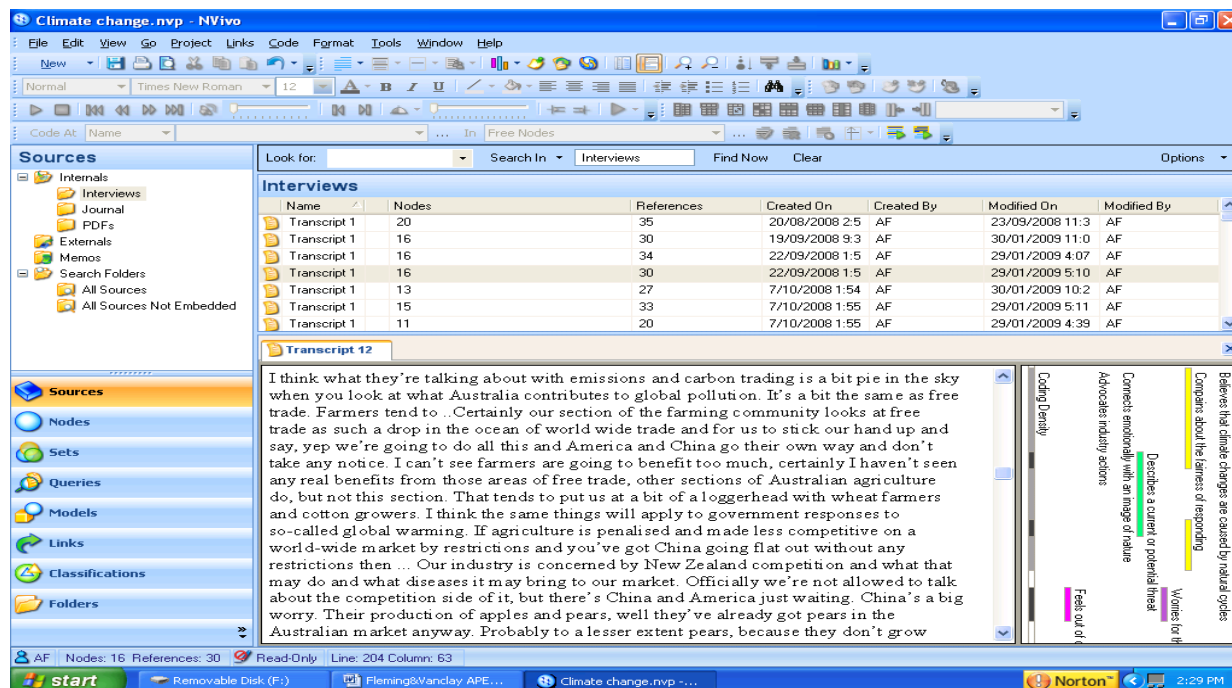 Climate change.nvp - NVivo
File Edit View Go Project Links Code Format Tools Window Help
New
Normal Times New Roman 12 A B I U
Code At Name ... In Free Nodes ...
Sources
Internals
Interviews
Journal
PDFs
Externals
Memos
Search Folders
All Sources
All Sources Not Embedded
Sources
Nodes
Sets
Queries
Models
Links
Classifications
Folders
Look for: Search In Interviews Find Now Clear Options
Interviews
Name Nodes References Created On Created By Modified On Modified By
Transcript 1 20 35 20/08/2008 2:5 AF 23/09/2008 11:3 AF
Transcript 1 16 30 19/09/2008 9:3 AF 30/01/2009 11:0 AF
Transcript 1 16 34 22/09/2008 1:5 AF 29/01/2009 4:07 AF
Transcript 1 16 30 22/09/2008 1:5 AF 29/01/2009 5:10 AF
Transcript 1 13 27 7/10/2008 1:54 AF 30/01/2009 10:2 AF
Transcript 1 15 33 7/10/2008 1:55 AF 29/01/2009 5:11 AF
Transcript 1 11 20 7/10/2008 1:55 AF 29/01/2009 4:39 AF
Transcript 12
I think what they're talking about with emissions and carbon trading is a bit pie in the sky
when you look at what Australia contributes to global pollution. It's a bit the same as free
trade. Farmers tend to ..Certainly our section of the farming community looks at free
trade as such a drop in the ocean of world wide trade and for us to stick our hand up and
say, yep we're going to do all this and America and China go their own way and don't
take any notice. I can't see farmers are going to benefit too much, certainly I haven't seen
any real benefits from those areas of free trade, other sections of Australian agriculture
do, but not this section. That tends to put us at a bit of a loggerhead with wheat farmers
and cotton growers. I think the same things will apply to government responses to
so-called global warming. If agriculture is penalised and made less competitive on a
world-wide market by restrictions and you've got China going flat out without any
restrictions then ... Our industry is concerned by New Zealand competition and what that
may do and what diseases it may bring to our market. Officially we're not allowed to talk
about the competition side of it, but there's China and America just waiting. China's a big
worry. Their production of apples and pears, well they've already got pears in the
Australian market anyway. Probably to a lesser extent pears, because they don't grow
Coding Density
Advocates industry actions
Connects emotionally with an image of nature
Describes a current or potential threat
Complains about the fairness of responding
Believes that climate changes are caused by natural cycles
Feels out of
Worries for th
AF Nodes: 16 References: 30 Read-Only Line: 204 Column: 63
start Removable Disk (F:) Fleming&Vanclay APE... Climate change.nvp -... Norton™ 2:29 PM